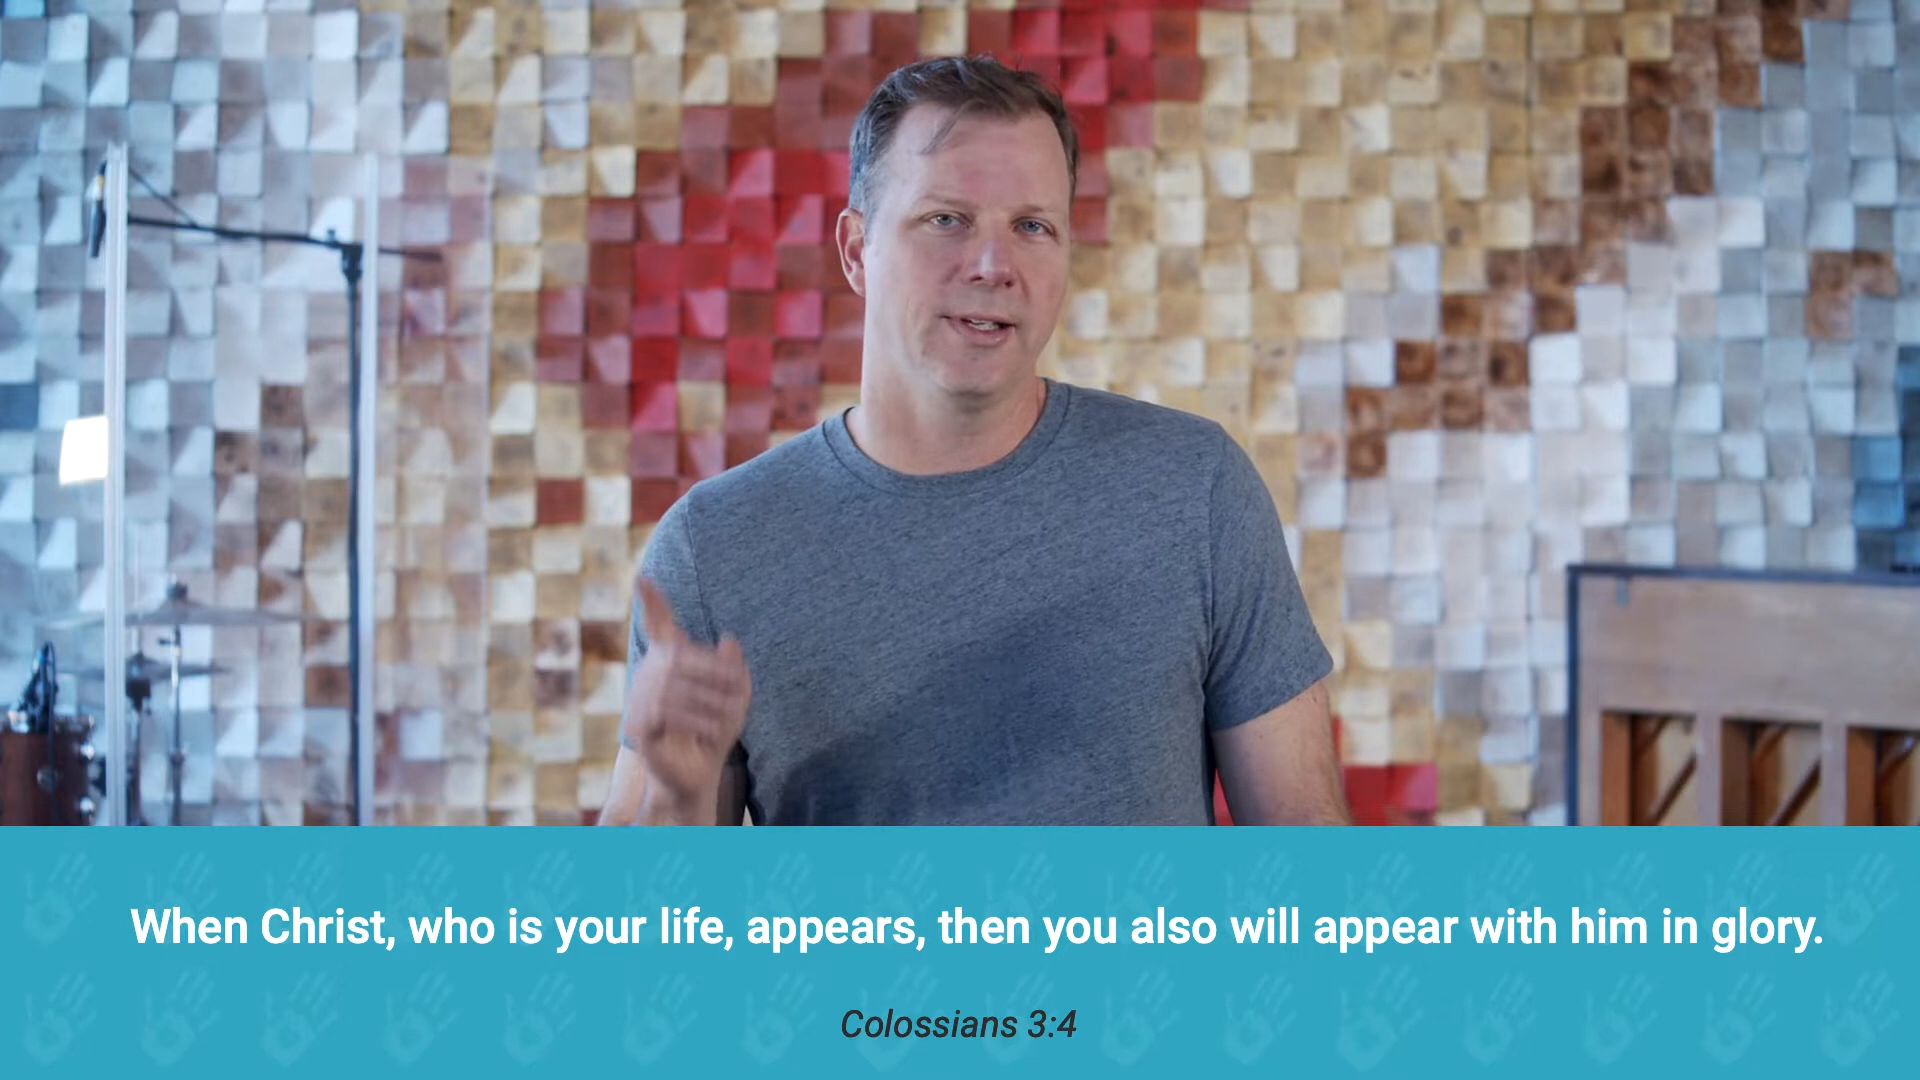 When Christ, who is your life, appears, then you also will appear with him in glory.
Colossians 3:4